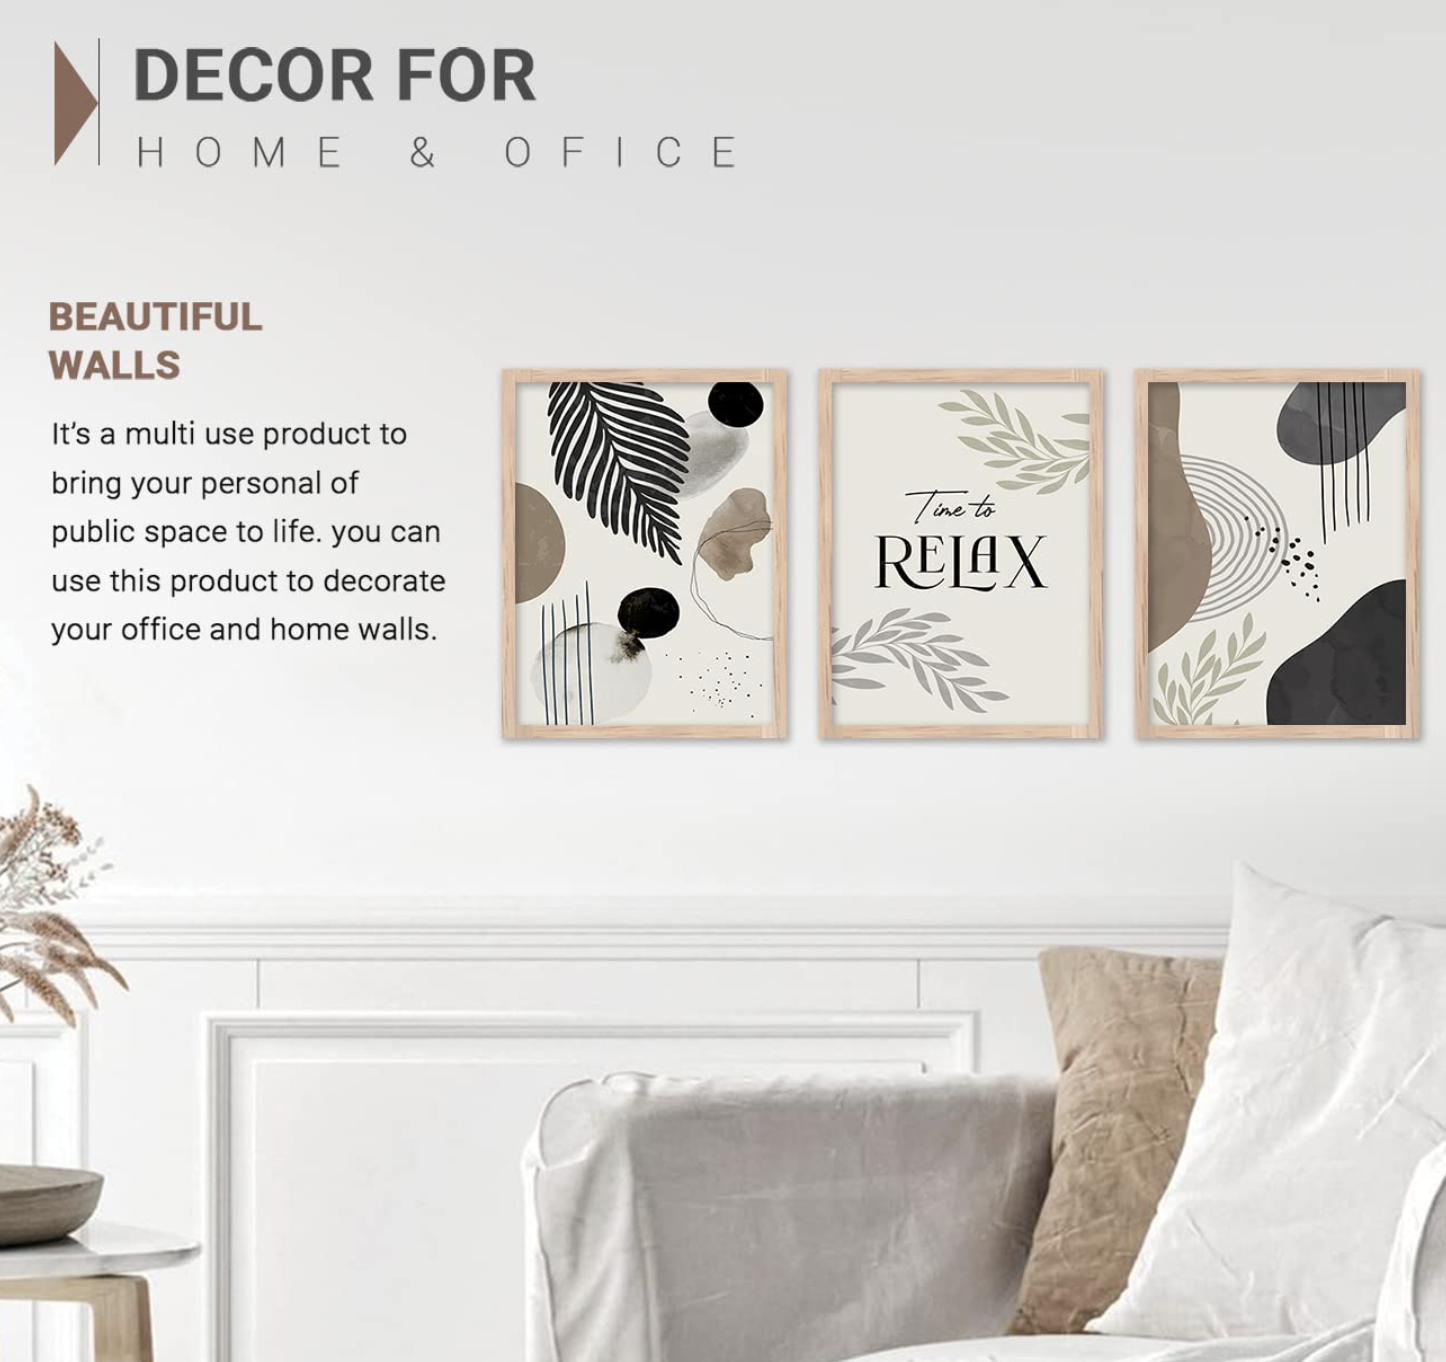 DECOR FOR
HOME & OFICE
BEAUTIFUL
WALLS
It's a multi use product to
bring your personal of
public space to life. you can
use this product to decorate
your office and home walls.
Time to
RELAX